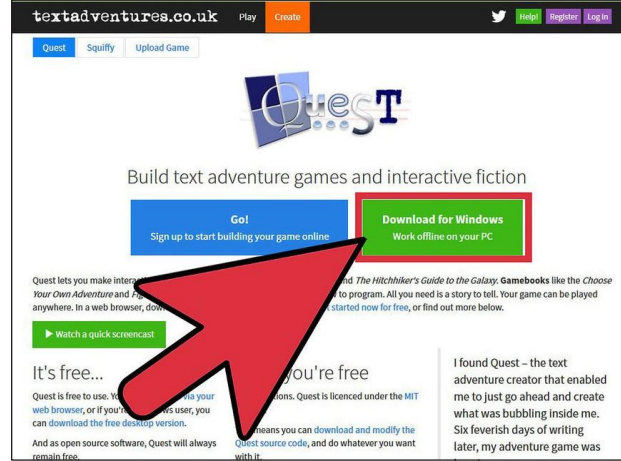 textadventures.co.uk Play Create Help! Register Log in
Quest Squiffy Upload Game
QuesT
Build text adventure games and interactive fiction
Go!
Sign up to start building your game online
Download for Windows
Work offline on your PC
Quest lets you make and The Hitchhiker's Guide to the Galaxy. Gamebooks like the Choose
Your Own Adventure and to program. All you need is a story to tell. Your game can be played
anywhere. In a web browser, started now for free, or find out more below.
Watch a quick screencast
It's free...
Quest is free to use. via your
web browser, or if user, you
can download the free desktop version.
And as open source software, Quest will always
remain free.
you're free
Quest is licenced under the MIT
means you can download and modify the
Quest source code, and do whatever you want
with it.
I found Quest – the text
adventure creator that enabled
me to just go ahead and create
what was bubbling inside me.
Six feverish days of writing
later, my adventure game was